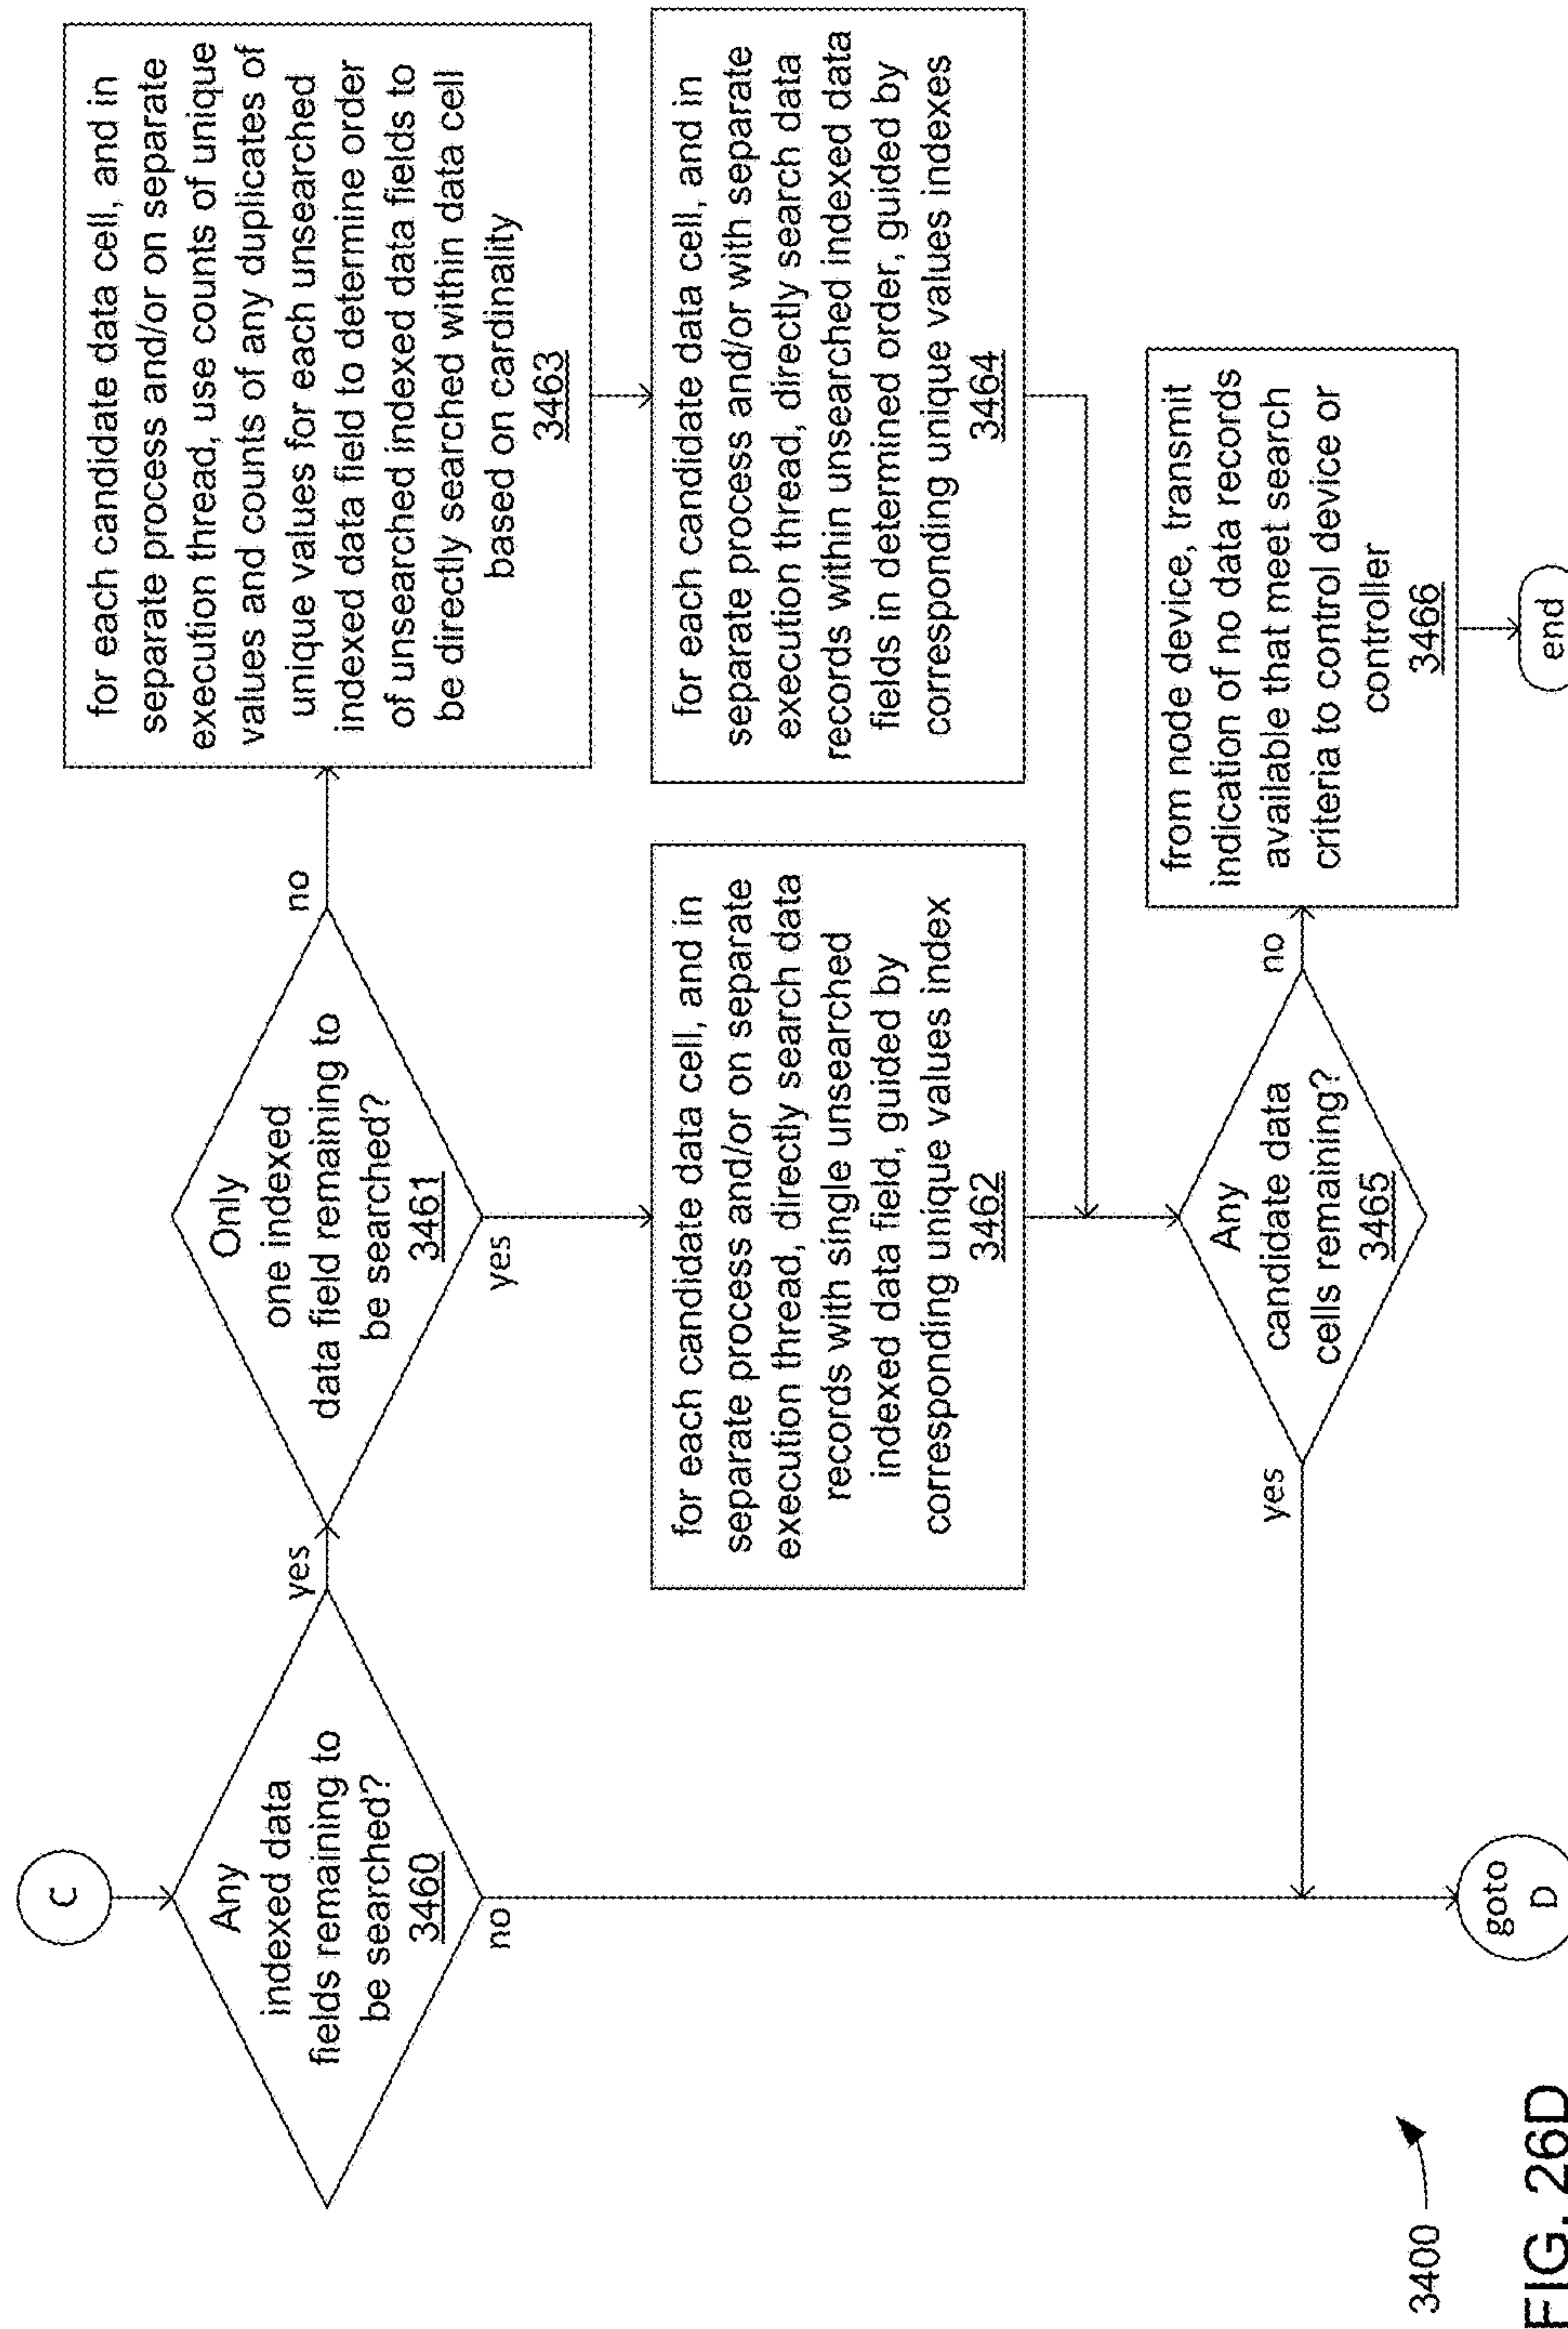 C
Any
indexed data
fields remaining to
be searched?
3460
yes
no
Only
one indexed
data field remaining to
be searched?
3461
no
yes
for each candidate data cell, and in
separate process and/or on separate
execution thread, use counts of unique
values and counts of any duplicates of
unique values for each unsearched
indexed data field to determine order
of unsearched indexed data fields to
be directly searched within data cell
based on cardinality
3463
for each candidate data cell, and in
separate process and/or on separate
execution thread, directly search data
records with single unsearched
indexed data field, guided by
corresponding unique values index
3462
for each candidate data cell, and in
separate process and/or with separate
execution thread, directly search data
records within unsearched indexed data
fields in determined order, guided by
corresponding unique values indexes
3464
Any
candidate data
cells remaining?
3465
yes
no
from node device, transmit
indication of no data records
available that meet search
criteria to control device or
controller
3466
end
goto
D
3400
FIG. 26D